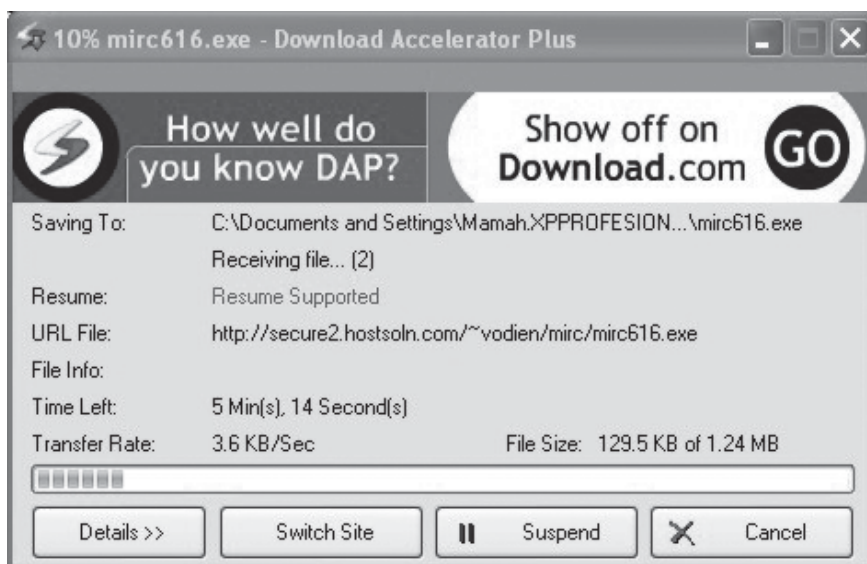 10% mirc616.exe - Download Accelerator Plus
How well do
you know DAP?
Show off on
Download.com
GO
Saving To: C:\Documents and Settings\Mamah.XPPROFESION...\mirc616.exe
Receiving file... (2)
Resume: Resume Supported
URL File: http://secure2.hostsoln.com/~vodien/mirc/mirc616.exe
File Info:
Time Left: 5 Min(s), 14 Second(s)
Transfer Rate: 3.6 KB/Sec File Size: 129.5 KB of 1.24 MB
Details >> Switch Site Suspend Cancel